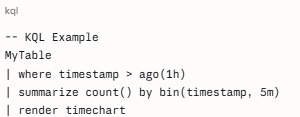 kql
-- KQL Example
MyTable
| where timestamp > ago(1h)
| summarize count() by bin(timestamp, 5m)
| render timechart